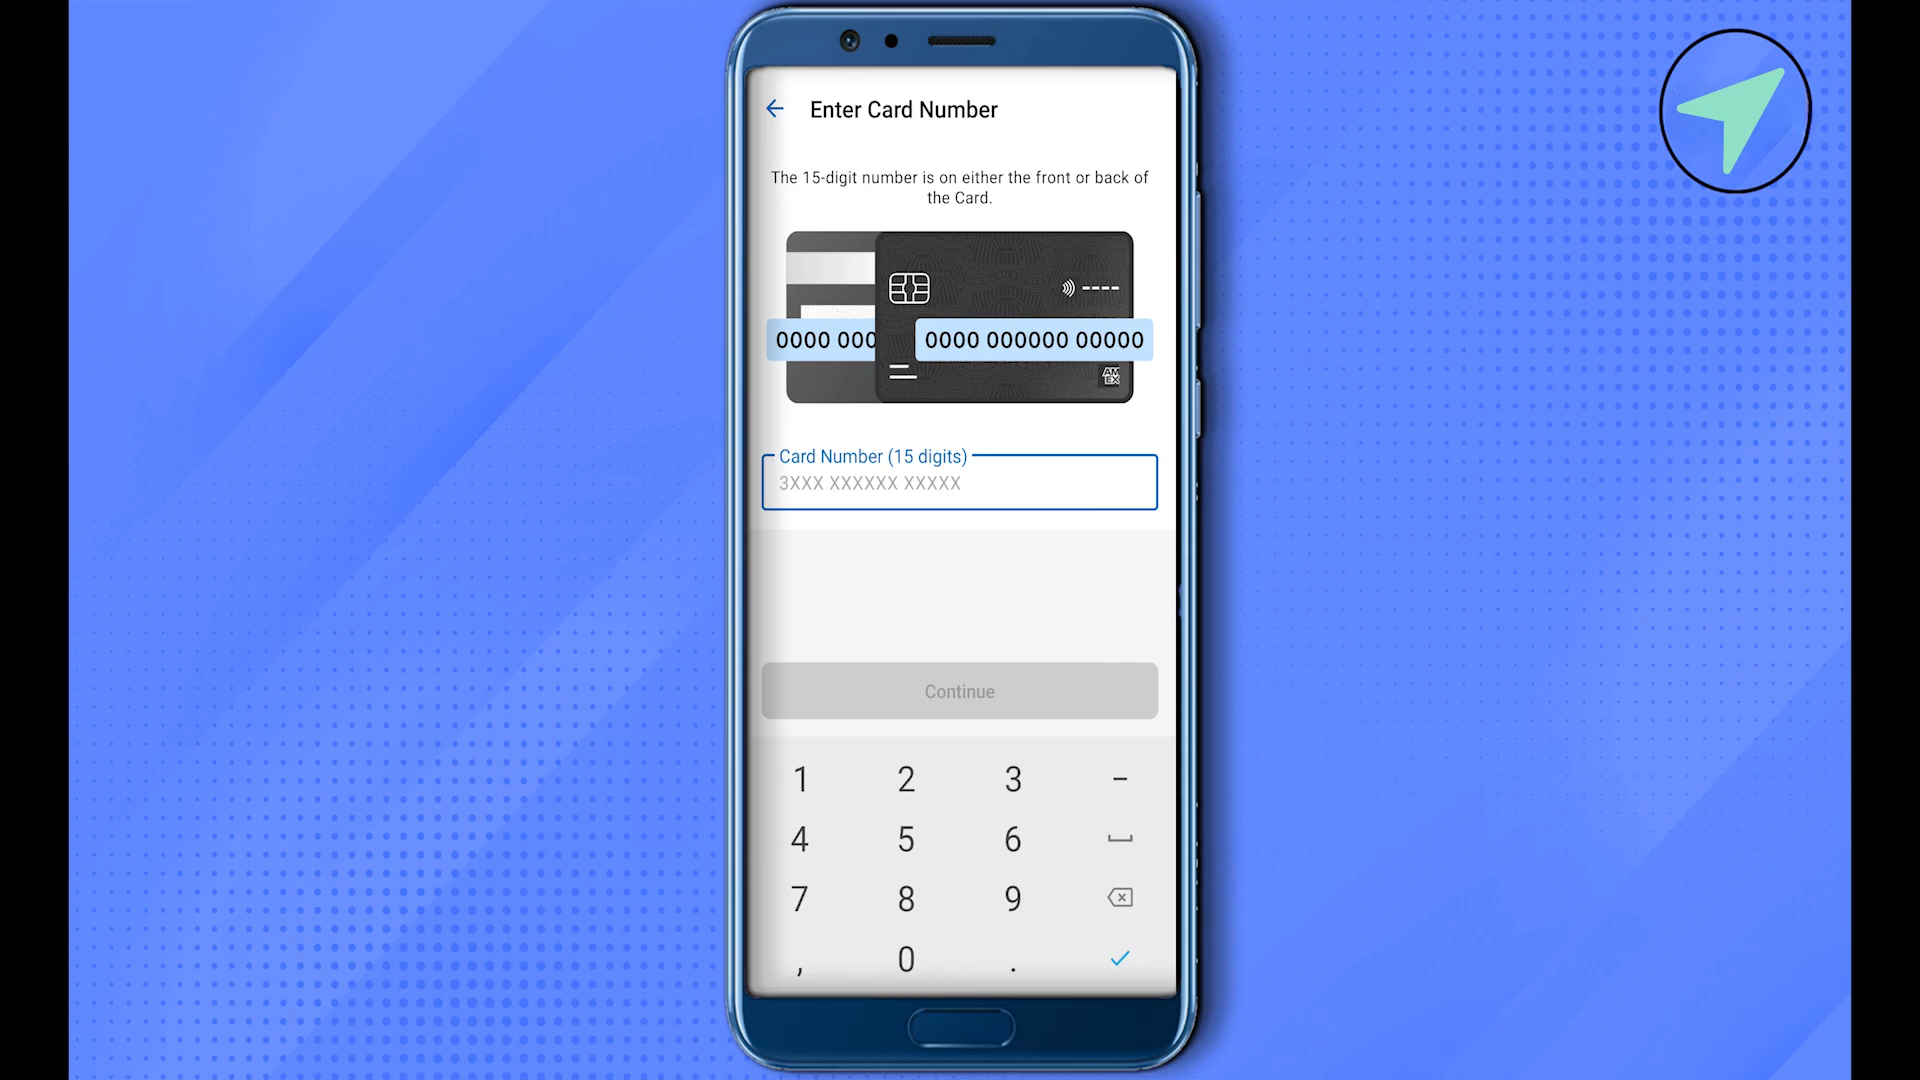 Enter Card Number
The 15-digit number is on either the front or back of
the Card.
0000 000
0000 000000 00000
AM
EX
Card Number (15 digits)
3XXX XXXXXX XXXXX
Continue
1 2 3 -
4 5 6
7 8 9
, 0 .